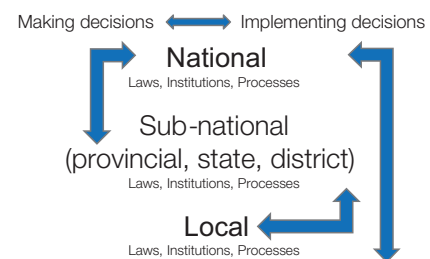 Making decisions Implementing decisions
National
Laws, Institutions, Processes
Sub-national
(provincial, state, district)
Laws, Institutions, Processes
Local
Laws, Institutions, Processes